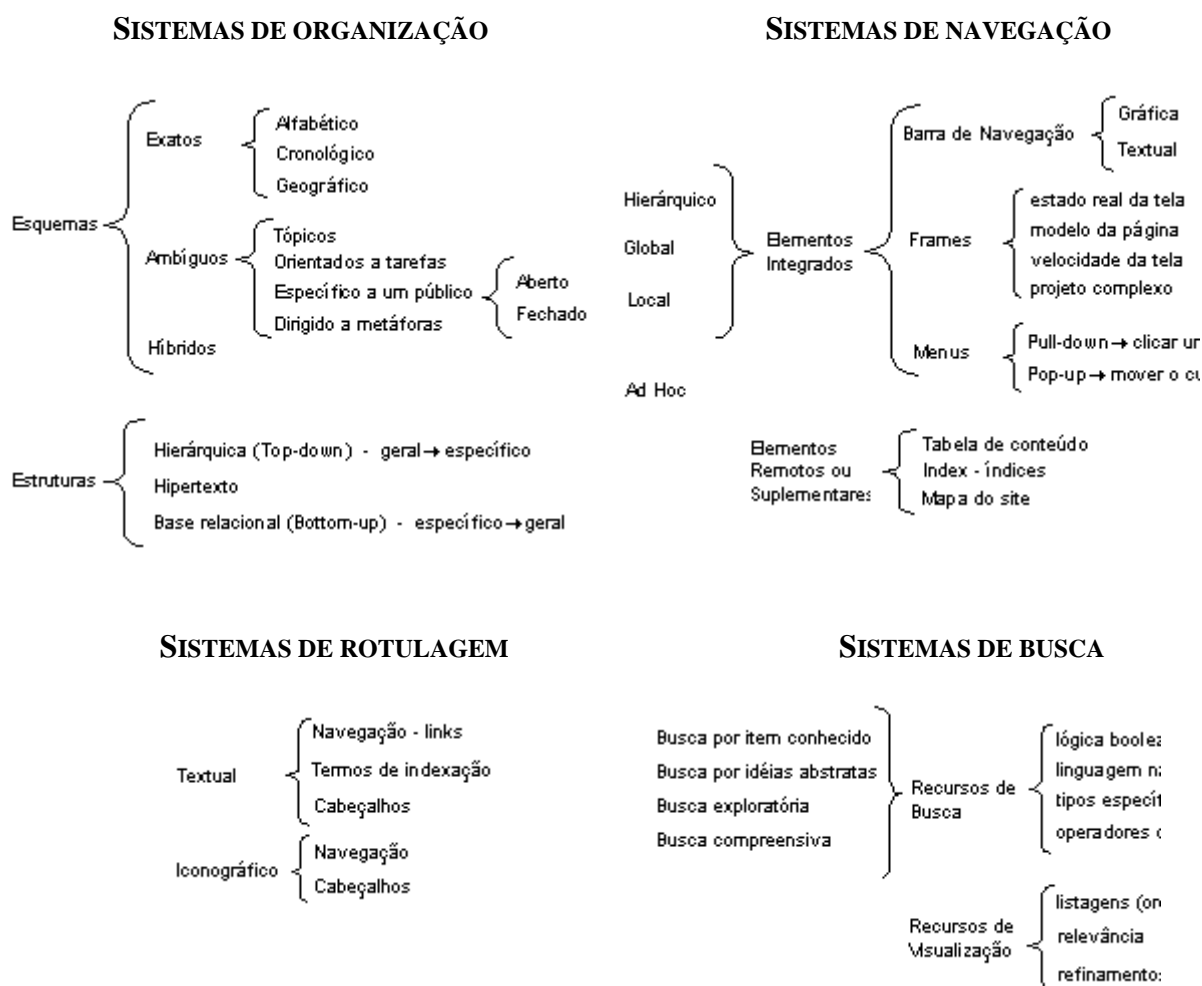 SISTEMAS DE ORGANIZAÇÃO
Esquemas
Exatos
Alfabético
Cronológico
Geográfico
Ambíguos
Tópicos
Orientados a tarefas
Específico a um público
Aberto
Fechado
Dirigido a metáforas
Híbridos
Estruturas
Hierárquica (Top-down) - geral→específico
Hipertexto
Base relacional (Bottom-up) - específico→geral
SISTEMAS DE NAVEGAÇÃO
Hierárquico
Global
Local
Ad Hoc
Elementos
Integrados
Barra de Navegação
Gráfica
Textual
Frames
estado real da tela
modelo da página
velocidade da tela
projeto complexo
Menus
Pull-down→clicar
Pop-up→mover o
Elementos
Remotos ou
Suplementares
Tabela de conteúdo
Index - índices
Mapa do site
SISTEMAS DE ROTULAGEM
Textual
Navegação - links
Termos de indexação
Cabeçalhos
Iconográfico
Navegação
Cabeçalhos
SISTEMAS DE BUSCA
Busca por item conhecido
Busca por idéias abstratas
Busca exploratória
Busca compreensiva
Recursos de
Busca
lógica
linguagem
tipos
operadores
Recursos de
Visualização
listagens
relevância
refinamento